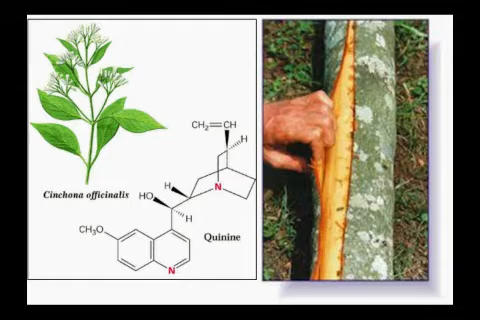 CH₂=CH
H
N
H
HO
H
CH₃O
N
Cinchona officinalis
Quinine